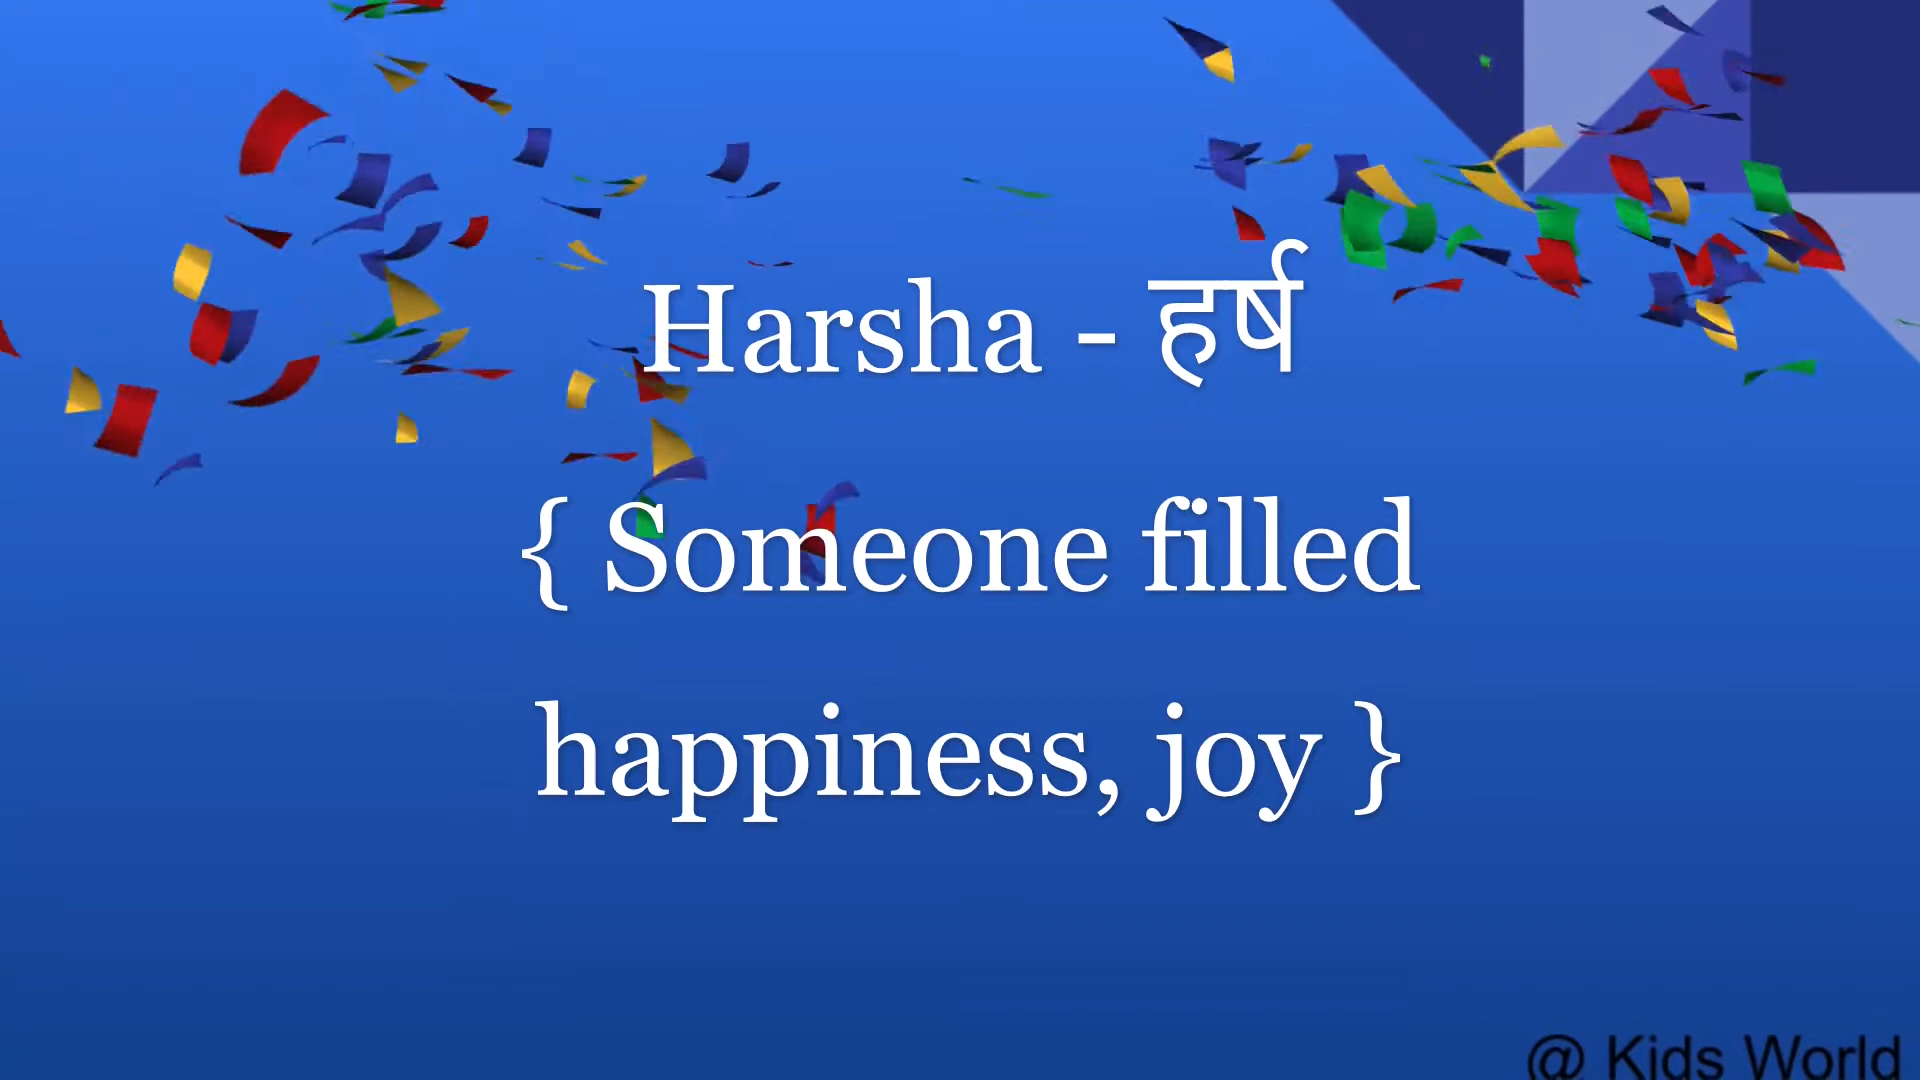 Harsha - हर्ष
{ Someone filled
happiness, joy }
@ Kids World